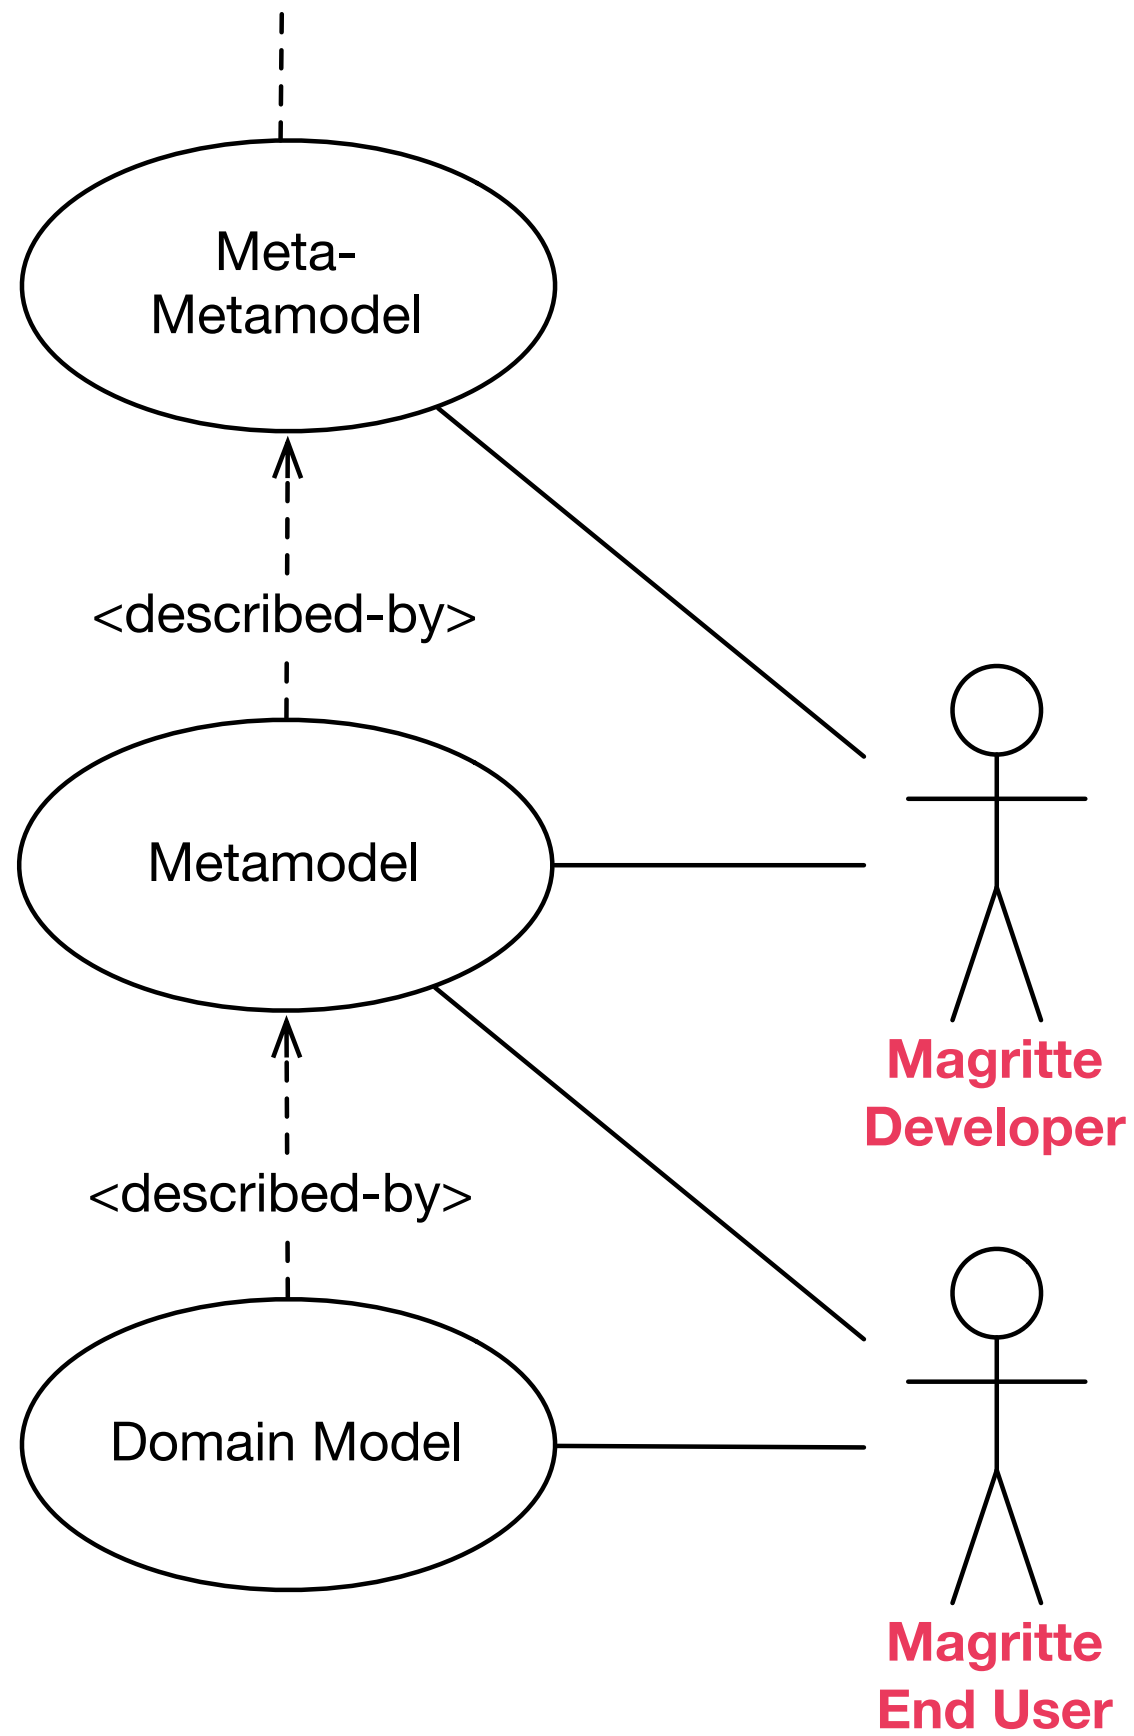 Meta-
Metamodel
<described-by>
Metamodel
Magritte
Developer
<described-by>
Domain Model
Magritte
End User